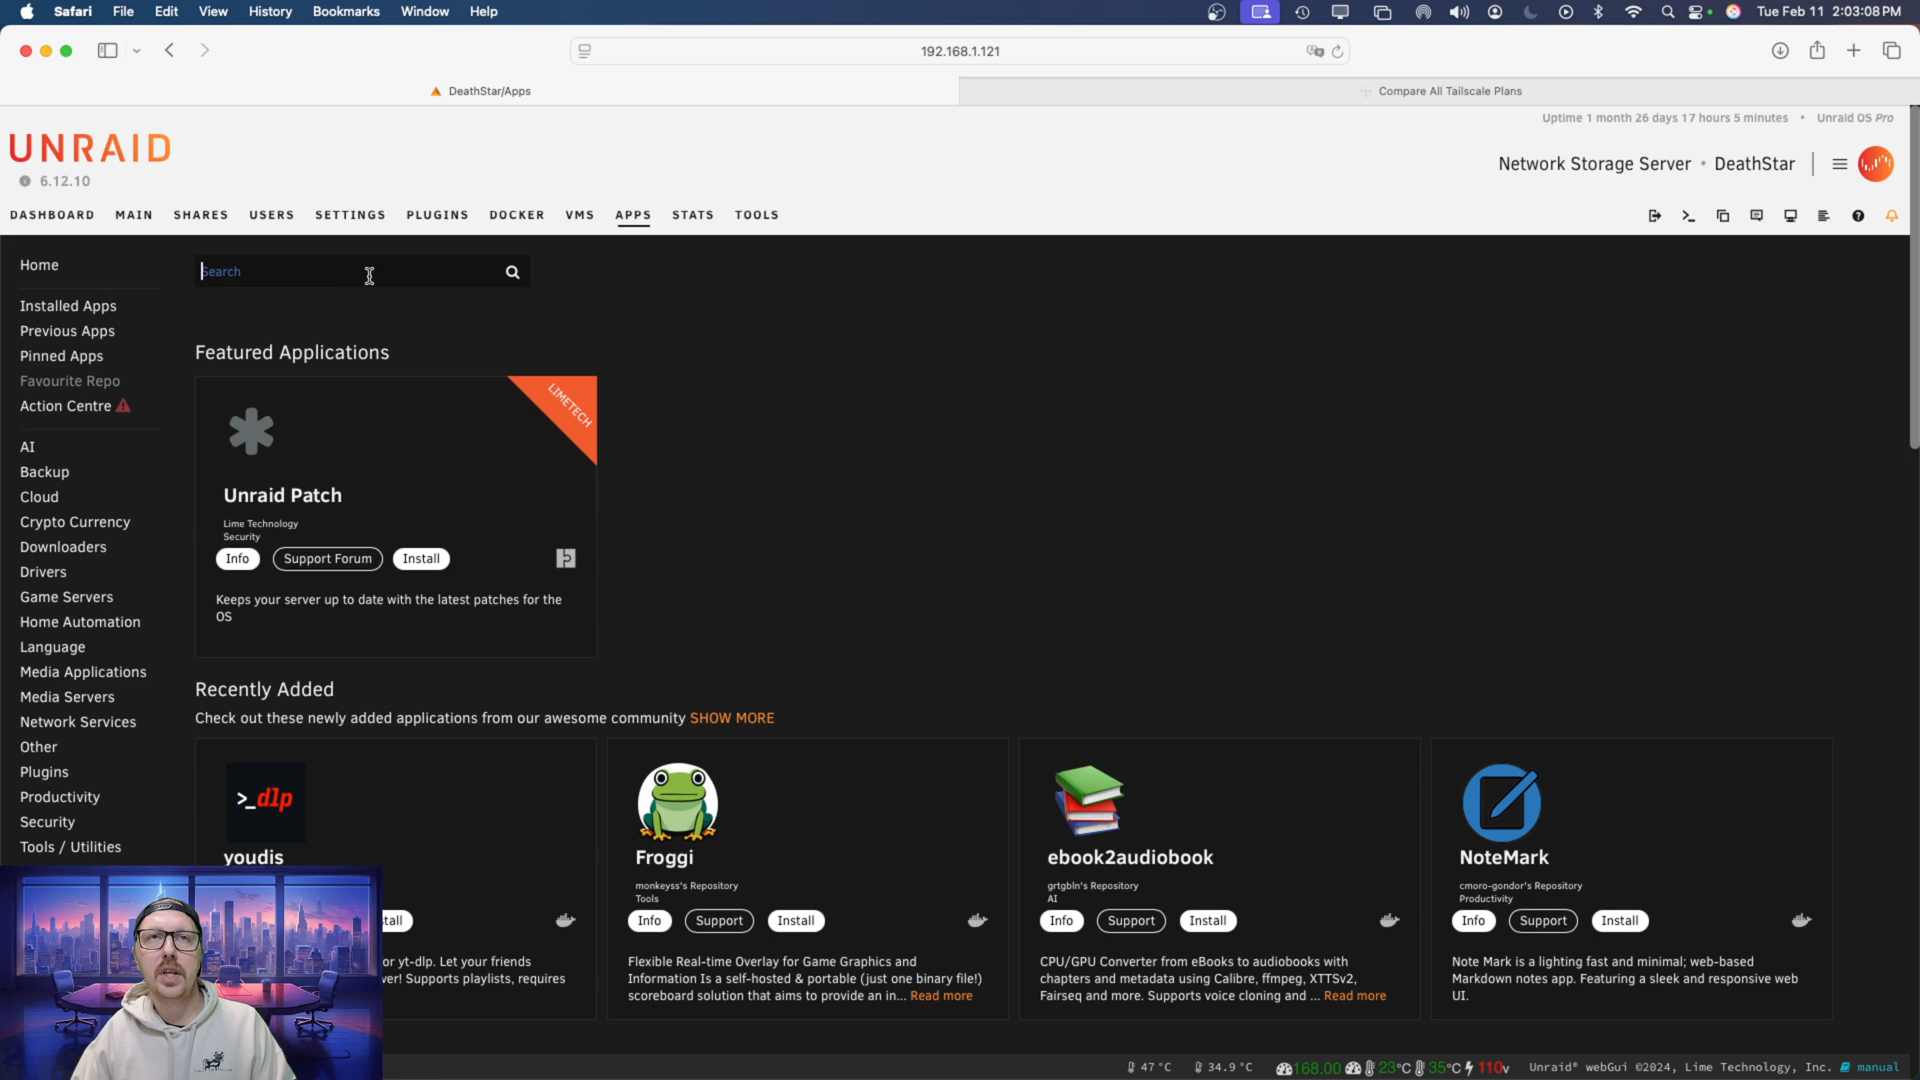 Safari File Edit View History Bookmarks Window Help
Tue Feb 11 2:03:08 PM
192.168.1.121
DeathStar/Apps
Compare All Tailscale Plans
Uptime 1 month 26 days 17 hours 5 minutes • Unraid OS Pro
UNRAID
6.12.10
Network Storage Server • DeathStar
DASHBOARD MAIN SHARES USERS SETTINGS PLUGINS DOCKER VMS APPS STATS TOOLS
Search
Home
Installed Apps
Previous Apps
Pinned Apps
Favourite Repo
Action Centre
AI
Backup
Cloud
Crypto Currency
Downloaders
Drivers
Game Servers
Home Automation
Language
Media Applications
Media Servers
Network Services
Other
Plugins
Productivity
Security
Tools / Utilities
Featured Applications
LIMETECH
Unraid Patch
Lime Technology
Security
Info Support Forum Install
Keeps your server up to date with the latest patches for the
OS
Recently Added
Check out these newly added applications from our awesome community SHOW MORE
>_dlp
youdis
tall
or yt-dlp. Let your friends
ver! Supports playlists, requires
Froggi
monkeyss's Repository
Tools
Info Support Install
Flexible Real-time Overlay for Game Graphics and
Information Is a self-hosted & portable (just one binary file!)
scoreboard solution that aims to provide an in... Read more
ebook2audiobook
grtgbln's Repository
AI
Info Support Install
CPU/GPU Converter from eBooks to audiobooks with
chapters and metadata using Calibre, ffmpeg, XTTSv2,
Fairseq and more. Supports voice cloning and ... Read more
NoteMark
cmoro-gondor's Repository
Productivity
Info Support Install
Note Mark is a lighting fast and minimal; web-based
Markdown notes app. Featuring a sleek and responsive web
UI.
47 °C 34.9 °C 168.00 23°C 35°C 110v Unraid® webGui ©2024, Lime Technology, Inc. manual